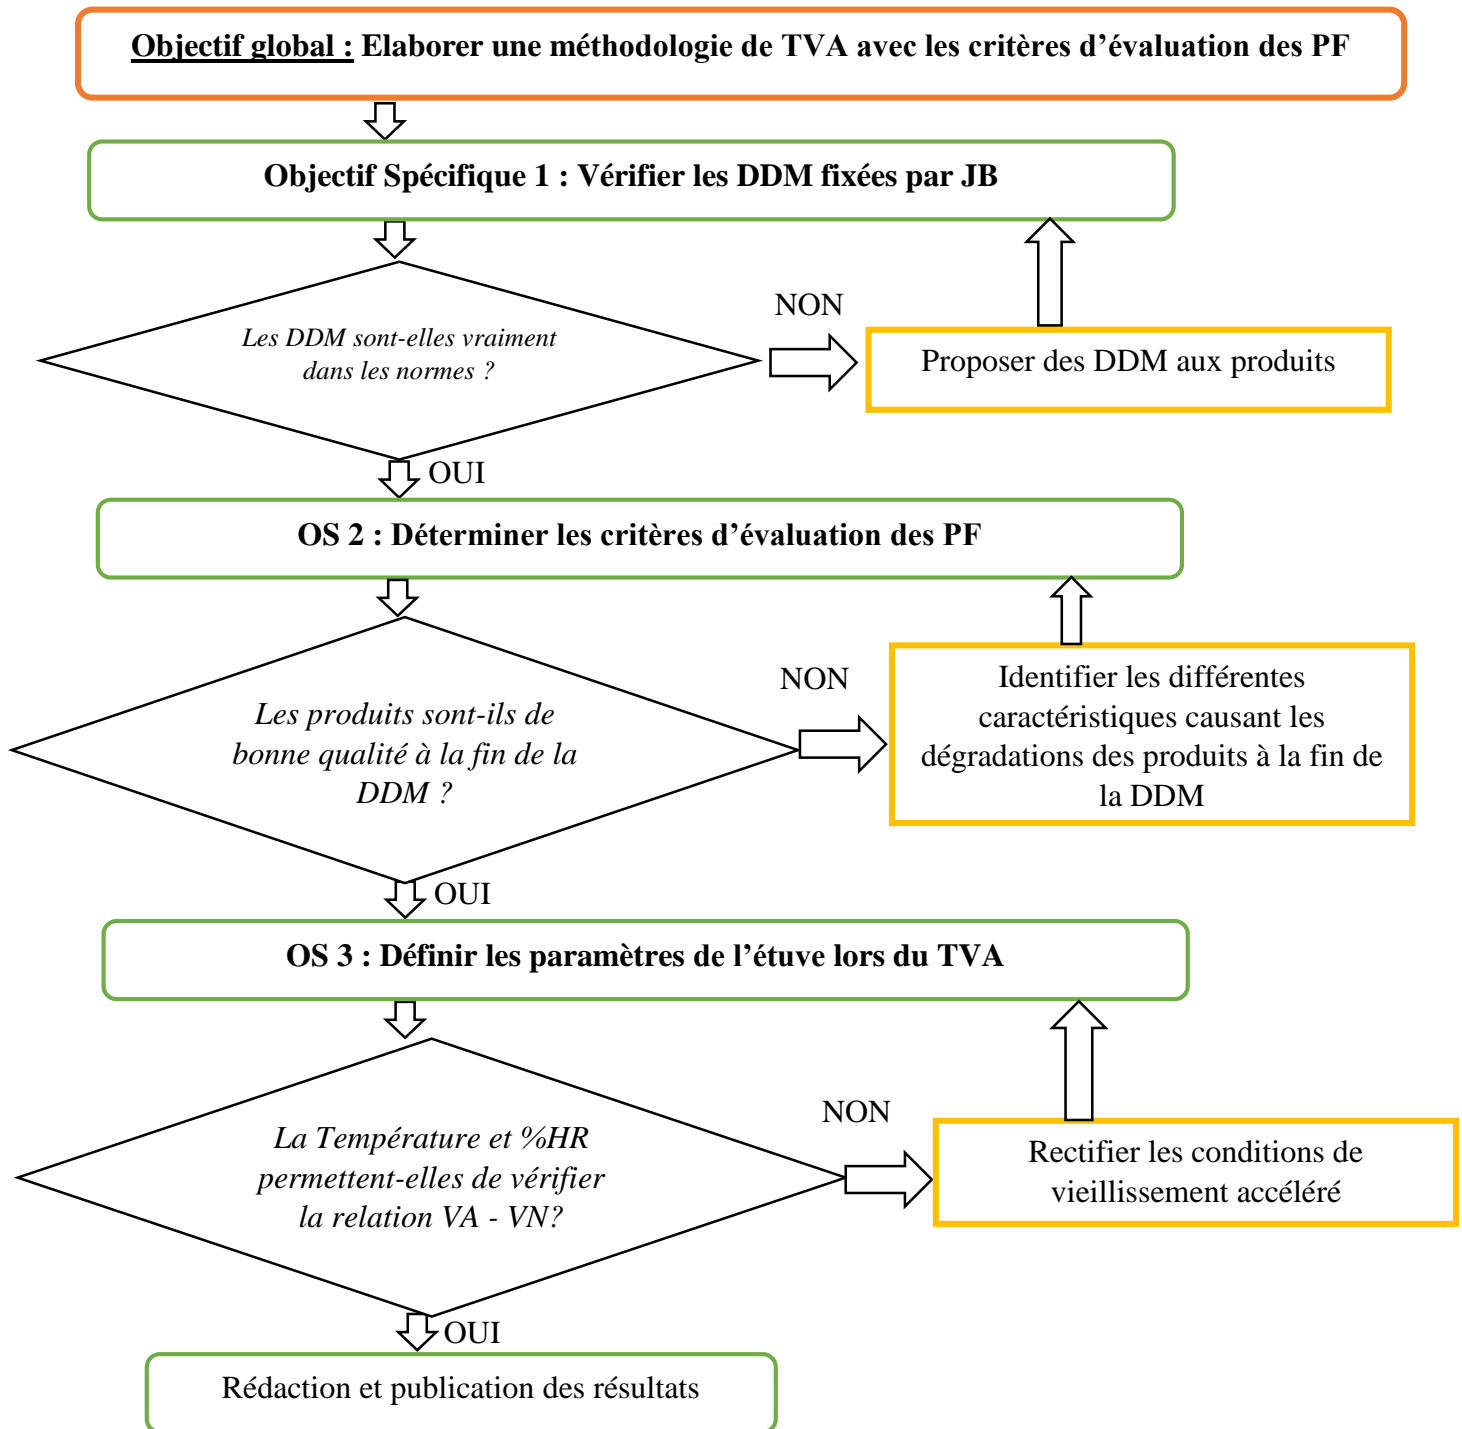 Objectif global : Elaborer une méthodologie de TVA avec les critères d’évaluation des PF
Objectif Spécifique 1 : Vérifier les DDM fixées par JB
Les DDM sont-elles vraiment
dans les normes ?
NON
Proposer des DDM aux produits
OUI
OS 2 : Déterminer les critères d’évaluation des PF
Les produits sont-ils de
bonne qualité à la fin de la
DDM ?
NON
Identifier les différentes
caractéristiques causant les
dégradations des produits à la fin de
la DDM
OUI
OS 3 : Définir les paramètres de l’étuve lors du TVA
La Température et %HR
permettent-elles de vérifier
la relation VA - VN?
NON
Rectifier les conditions de
vieillissement accéléré
OUI
Rédaction et publication des résultats